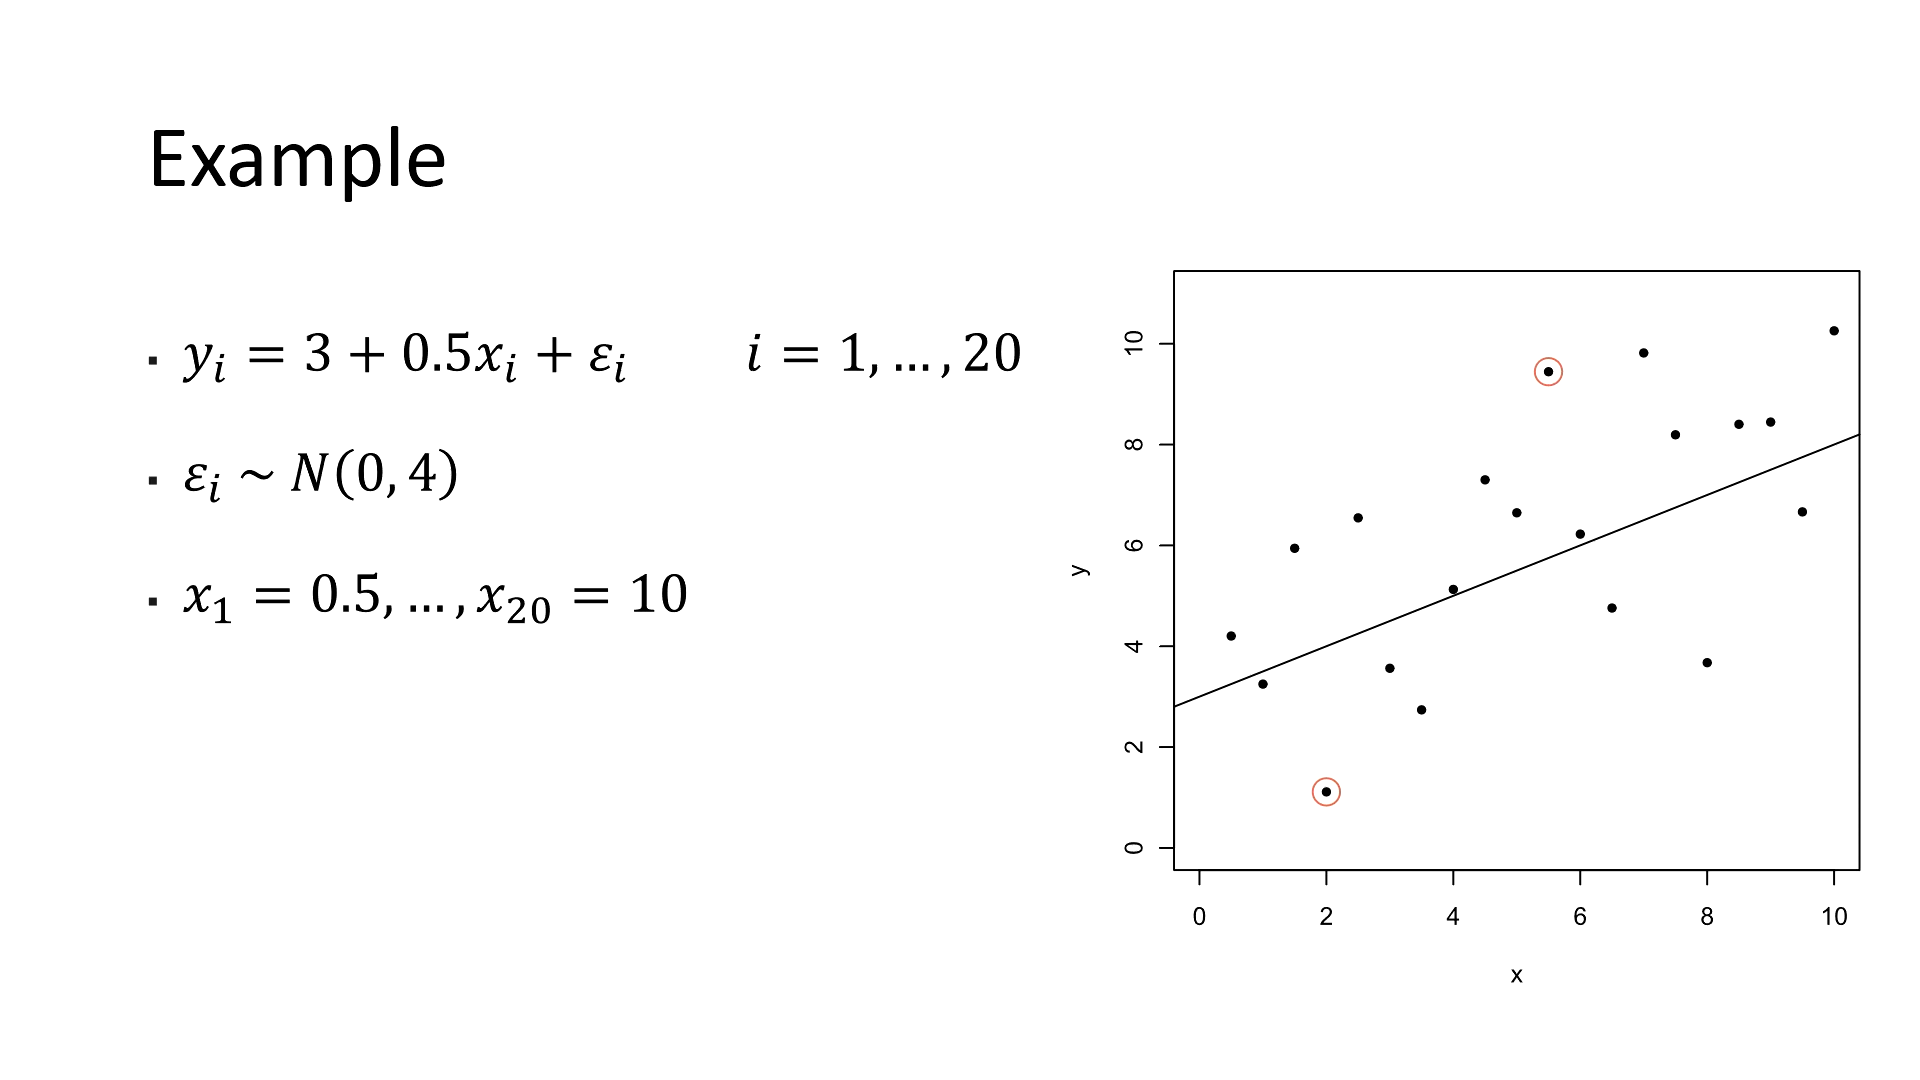 Example
▪ 𝑦ᵢ = 3 + 0.5𝑥ᵢ + 𝜀ᵢ 𝑖 = 1, … , 20
▪ 𝜀ᵢ ~ 𝑁(0, 4)
▪ 𝑥₁ = 0.5, … , 𝑥₂₀ = 10
y
10
8
6
4
2
0
0 2 4 6 8 10
x